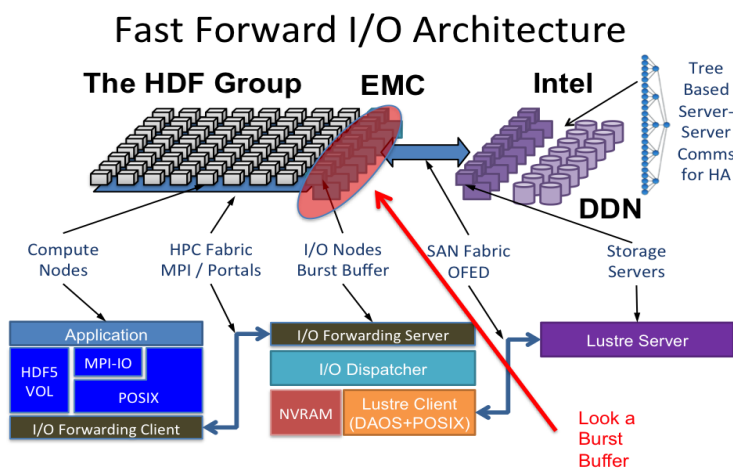 Fast Forward I/O Architecture
The HDF Group
EMC
Intel
Tree
Based
Server-
Server
Comms
for HA
DDN
Compute
Nodes
HPC Fabric
MPI / Portals
I/O Nodes
Burst Buffer
SAN Fabric
OFED
Storage
Servers
Application
HDF5
VOL
MPI-IO
POSIX
I/O Forwarding Client
I/O Forwarding Server
I/O Dispatcher
NVRAM
Lustre Client
(DAOS+POSIX)
Lustre Server
Look a
Burst
Buffer